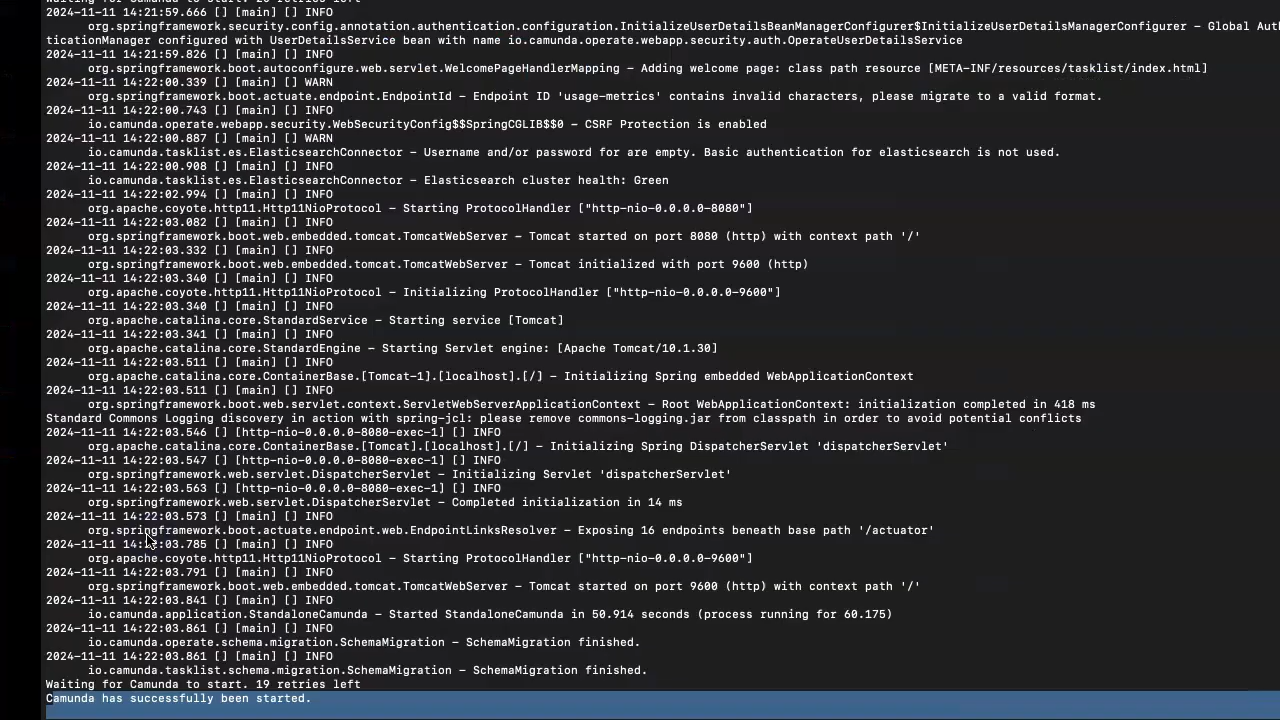 Waiting for Camunda to start. 20 retries left
2024-11-11 14:21:59.666 [] [main] [] INFO
org.springframework.security.config.annotation.authentication.configuration.InitializeUserDetailsBeanManagerConfigurer$InitializeUserDetailsManagerConfigurer - Global Aut
ticationManager configured with UserDetailsService bean with name io.camunda.operate.webapp.security.auth.OperateUserDetailsService
2024-11-11 14:21:59.826 [] [main] [] INFO
org.springframework.boot.autoconfigure.web.servlet.WelcomePageHandlerMapping - Adding welcome page: class path resource [META-INF/resources/tasklist/index.html]
2024-11-11 14:22:00.339 [] [main] [] WARN
org.springframework.boot.actuate.endpoint.EndpointId - Endpoint ID 'usage-metrics' contains invalid characters, please migrate to a valid format.
2024-11-11 14:22:00.743 [] [main] [] INFO
io.camunda.operate.webapp.security.WebSecurityConfig$$SpringCGLIB$$0 - CSRF Protection is enabled
2024-11-11 14:22:00.887 [] [main] [] WARN
io.camunda.tasklist.es.ElasticsearchConnector - Username and/or password for are empty. Basic authentication for elasticsearch is not used.
2024-11-11 14:22:00.908 [] [main] [] INFO
io.camunda.tasklist.es.ElasticsearchConnector - Elasticsearch cluster health: Green
2024-11-11 14:22:02.994 [] [main] [] INFO
org.apache.coyote.http11.Http11NioProtocol - Starting ProtocolHandler ["http-nio-0.0.0.0-8080"]
2024-11-11 14:22:03.082 [] [main] [] INFO
org.springframework.boot.web.embedded.tomcat.TomcatWebServer - Tomcat started on port 8080 (http) with context path '/'
2024-11-11 14:22:03.332 [] [main] [] INFO
org.springframework.boot.web.embedded.tomcat.TomcatWebServer - Tomcat initialized with port 9600 (http)
2024-11-11 14:22:03.340 [] [main] [] INFO
org.apache.coyote.http11.Http11NioProtocol - Initializing ProtocolHandler ["http-nio-0.0.0.0-9600"]
2024-11-11 14:22:03.340 [] [main] [] INFO
org.apache.catalina.core.StandardService - Starting service [Tomcat]
2024-11-11 14:22:03.341 [] [main] [] INFO
org.apache.catalina.core.StandardEngine - Starting Servlet engine: [Apache Tomcat/10.1.30]
2024-11-11 14:22:03.511 [] [main] [] INFO
org.apache.catalina.core.ContainerBase.[Tomcat-1].[localhost].[/] - Initializing Spring embedded WebApplicationContext
2024-11-11 14:22:03.511 [] [main] [] INFO
org.springframework.boot.web.servlet.context.ServletWebServerApplicationContext - Root WebApplicationContext: initialization completed in 418 ms
Standard Commons Logging discovery in action with spring-jcl: please remove commons-logging.jar from classpath in order to avoid potential conflicts
2024-11-11 14:22:03.546 [] [http-nio-0.0.0.0-8080-exec-1] [] INFO
org.apache.catalina.core.ContainerBase.[Tomcat].[localhost].[/] - Initializing Spring DispatcherServlet 'dispatcherServlet'
2024-11-11 14:22:03.547 [] [http-nio-0.0.0.0-8080-exec-1] [] INFO
org.springframework.web.servlet.DispatcherServlet - Initializing Servlet 'dispatcherServlet'
2024-11-11 14:22:03.563 [] [http-nio-0.0.0.0-8080-exec-1] [] INFO
org.springframework.web.servlet.DispatcherServlet - Completed initialization in 14 ms
2024-11-11 14:22:03.573 [] [main] [] INFO
org.springframework.boot.actuate.endpoint.web.EndpointLinksResolver - Exposing 16 endpoints beneath base path '/actuator'
2024-11-11 14:22:03.785 [] [main] [] INFO
org.apache.coyote.http11.Http11NioProtocol - Starting ProtocolHandler ["http-nio-0.0.0.0-9600"]
2024-11-11 14:22:03.791 [] [main] [] INFO
org.springframework.boot.web.embedded.tomcat.TomcatWebServer - Tomcat started on port 9600 (http) with context path '/'
2024-11-11 14:22:03.841 [] [main] [] INFO
io.camunda.application.StandaloneCamunda - Started StandaloneCamunda in 50.914 seconds (process running for 60.175)
2024-11-11 14:22:03.861 [] [main] [] INFO
io.camunda.operate.schema.migration.SchemaMigration - SchemaMigration finished.
2024-11-11 14:22:03.861 [] [main] [] INFO
io.camunda.tasklist.schema.migration.SchemaMigration - SchemaMigration finished.
Waiting for Camunda to start. 19 retries left
Camunda has successfully been started.